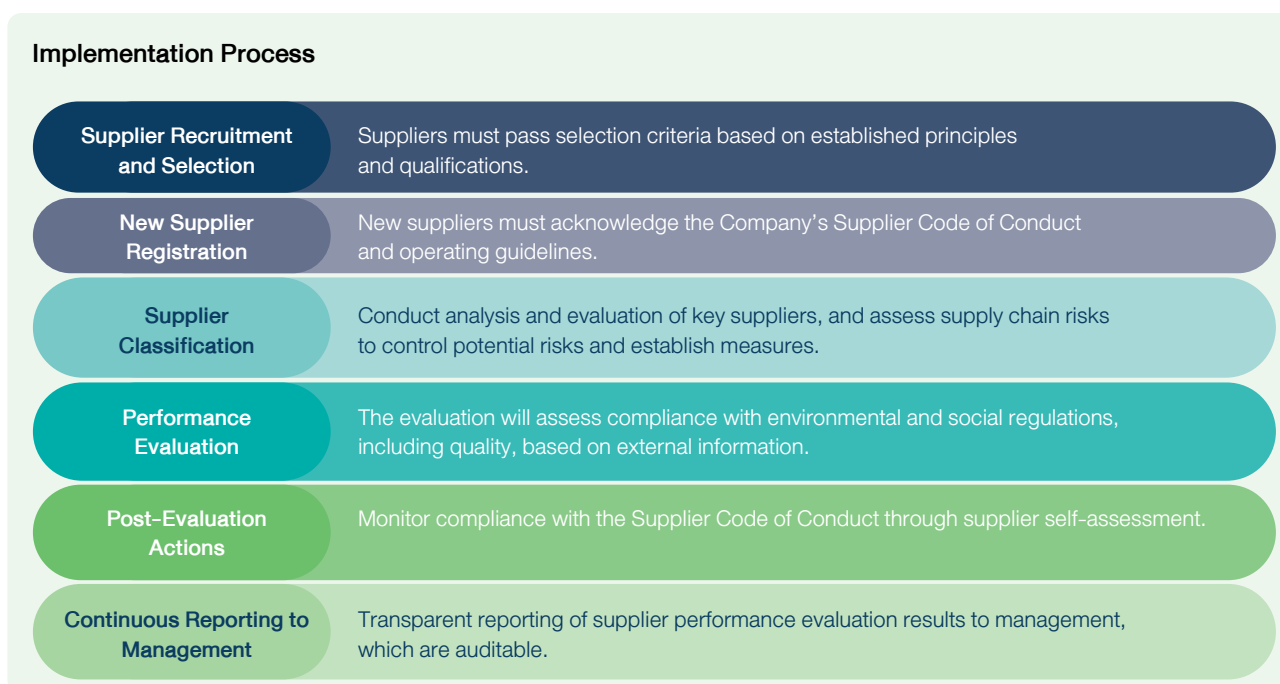 Implementation Process
Supplier Recruitment
and Selection
Suppliers must pass selection criteria based on established principles
and qualifications.
New Supplier
Registration
New suppliers must acknowledge the Company’s Supplier Code of Conduct
and operating guidelines.
Supplier
Classification
Conduct analysis and evaluation of key suppliers, and assess supply chain risks
to control potential risks and establish measures.
Performance
Evaluation
The evaluation will assess compliance with environmental and social regulations,
including quality, based on external information.
Post-Evaluation
Actions
Monitor compliance with the Supplier Code of Conduct through supplier self-assessment.
Continuous Reporting to
Management
Transparent reporting of supplier performance evaluation results to management,
which are auditable.